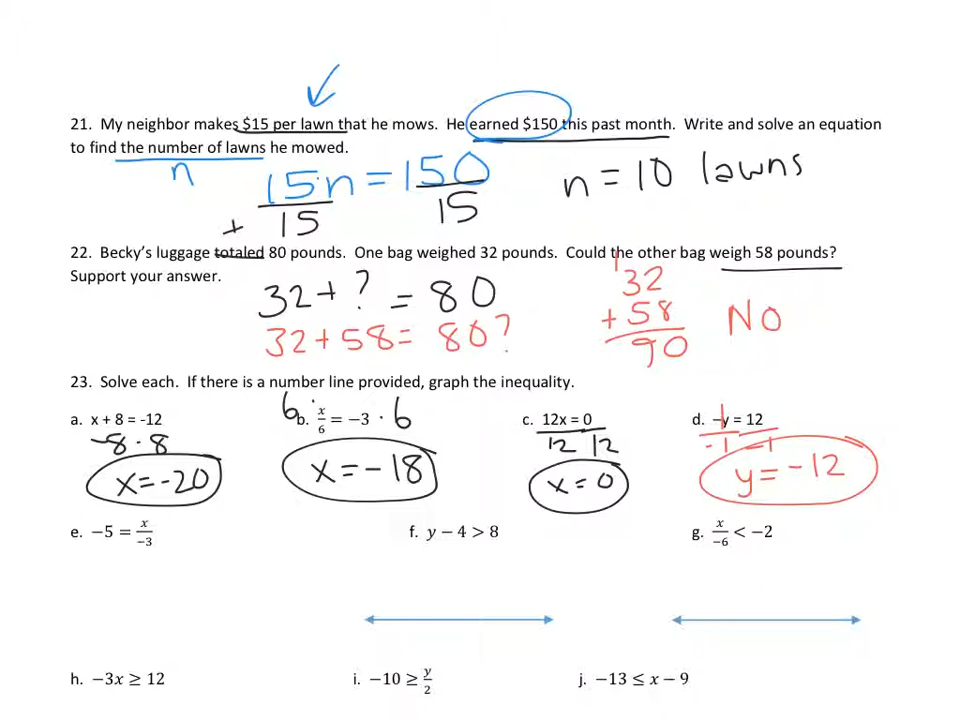 21. My neighbor makes $15 per lawn that he mows. He earned $150 this past month. Write and solve an equation
to find the number of lawns he mowed.
n
15n = 150
÷ 15 15
n = 10 lawns
22. Becky's luggage totaled 80 pounds. One bag weighed 32 pounds. Could the other bag weigh 58 pounds?
Support your answer.
32 + ? = 80
32 + 58 = 80?
1
32
+ 58
90
NO
23. Solve each. If there is a number line provided, graph the inequality.
a. x + 8 = -12
-8 -8
x = -20
b. 6 · x/6 = −3 · 6
x = -18
c. 12x = 0
12 12
x = 0
d. −1y = 12
-1 -1
y = -12
e. −5 = x/−3
f. y − 4 > 8
g. x/−6 < −2
h. −3x ≥ 12
i. −10 ≥ y/2
j. −13 ≤ x − 9